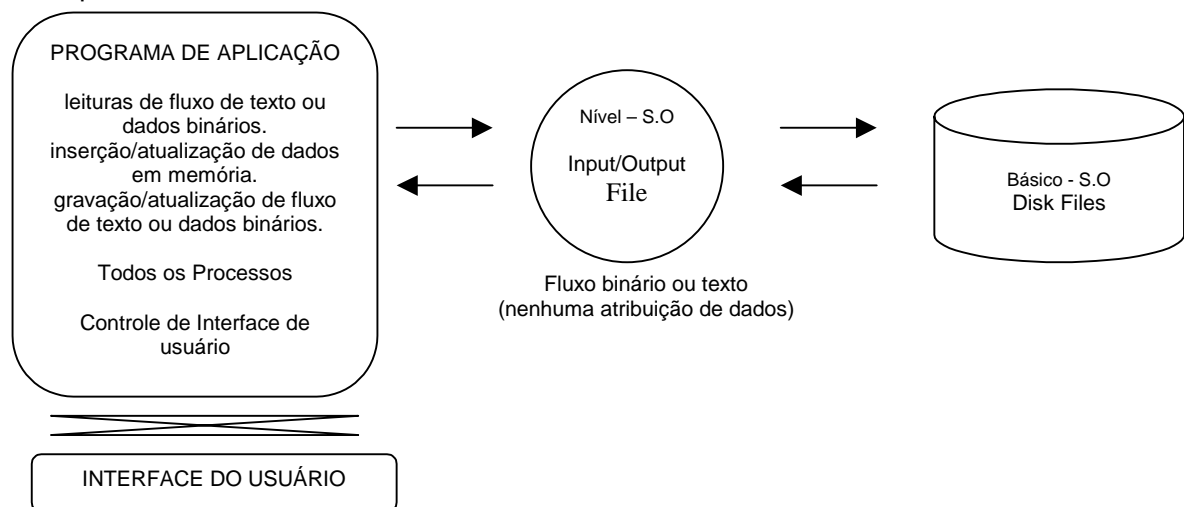 PROGRAMA DE APLICAÇÃO
leituras de fluxo de texto ou
dados binários.
inserção/atualização de dados
em memória.
gravação/atualização de fluxo
de texto ou dados binários.
Todos os Processos
Controle de Interface de
usuário
Nível – S.O
Input/Output
File
Fluxo binário ou texto
(nenhuma atribuição de dados)
Básico - S.O
Disk Files
INTERFACE DO USUÁRIO